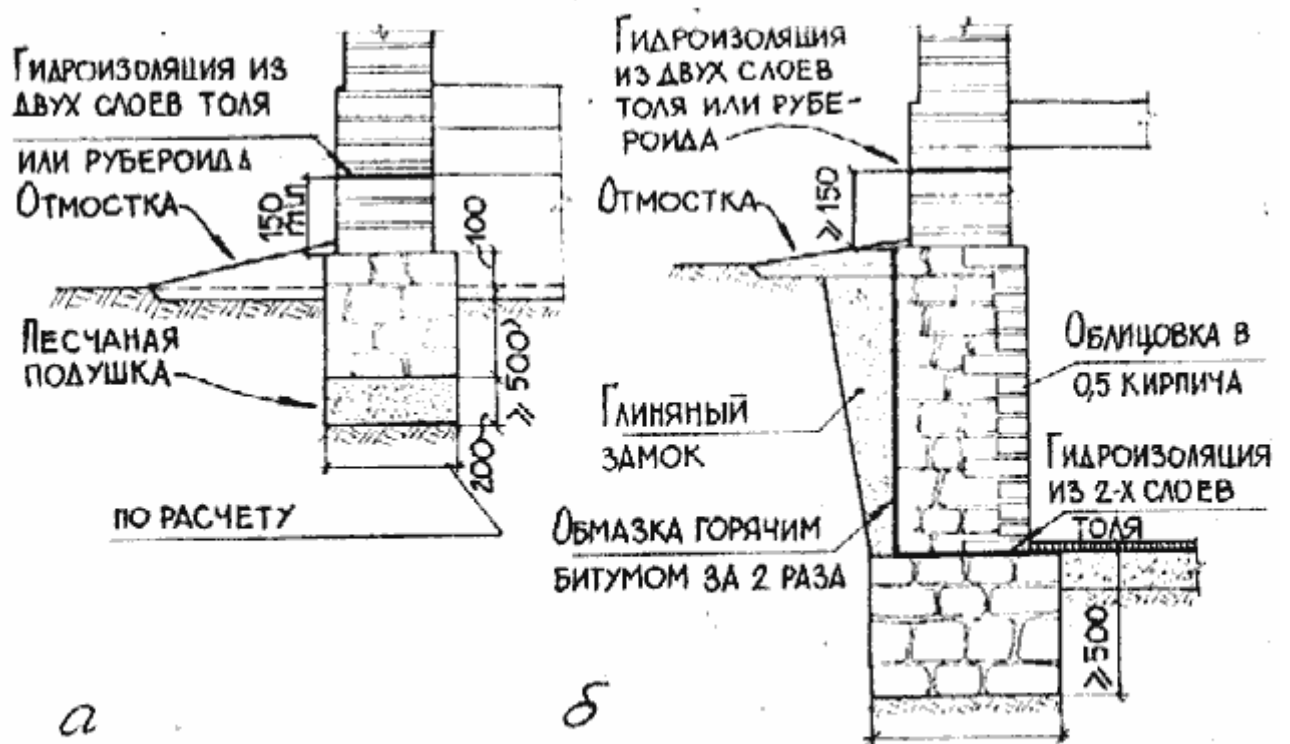 Гидроизоляция из
двух слоев толя
или рубероида
Отмостка
150
min
100
Песчаная
подушка
≥ 500
200
по расчету
а
Гидроизоляция
из двух слоев
толя или рубе-
роида
Отмостка
≥ 150
Облицовка в
0,5 кирпича
Глиняный
замок
Гидроизоляция
из 2-х слоев
толя
Обмазка горячим
битумом за 2 раза
≥ 500
б